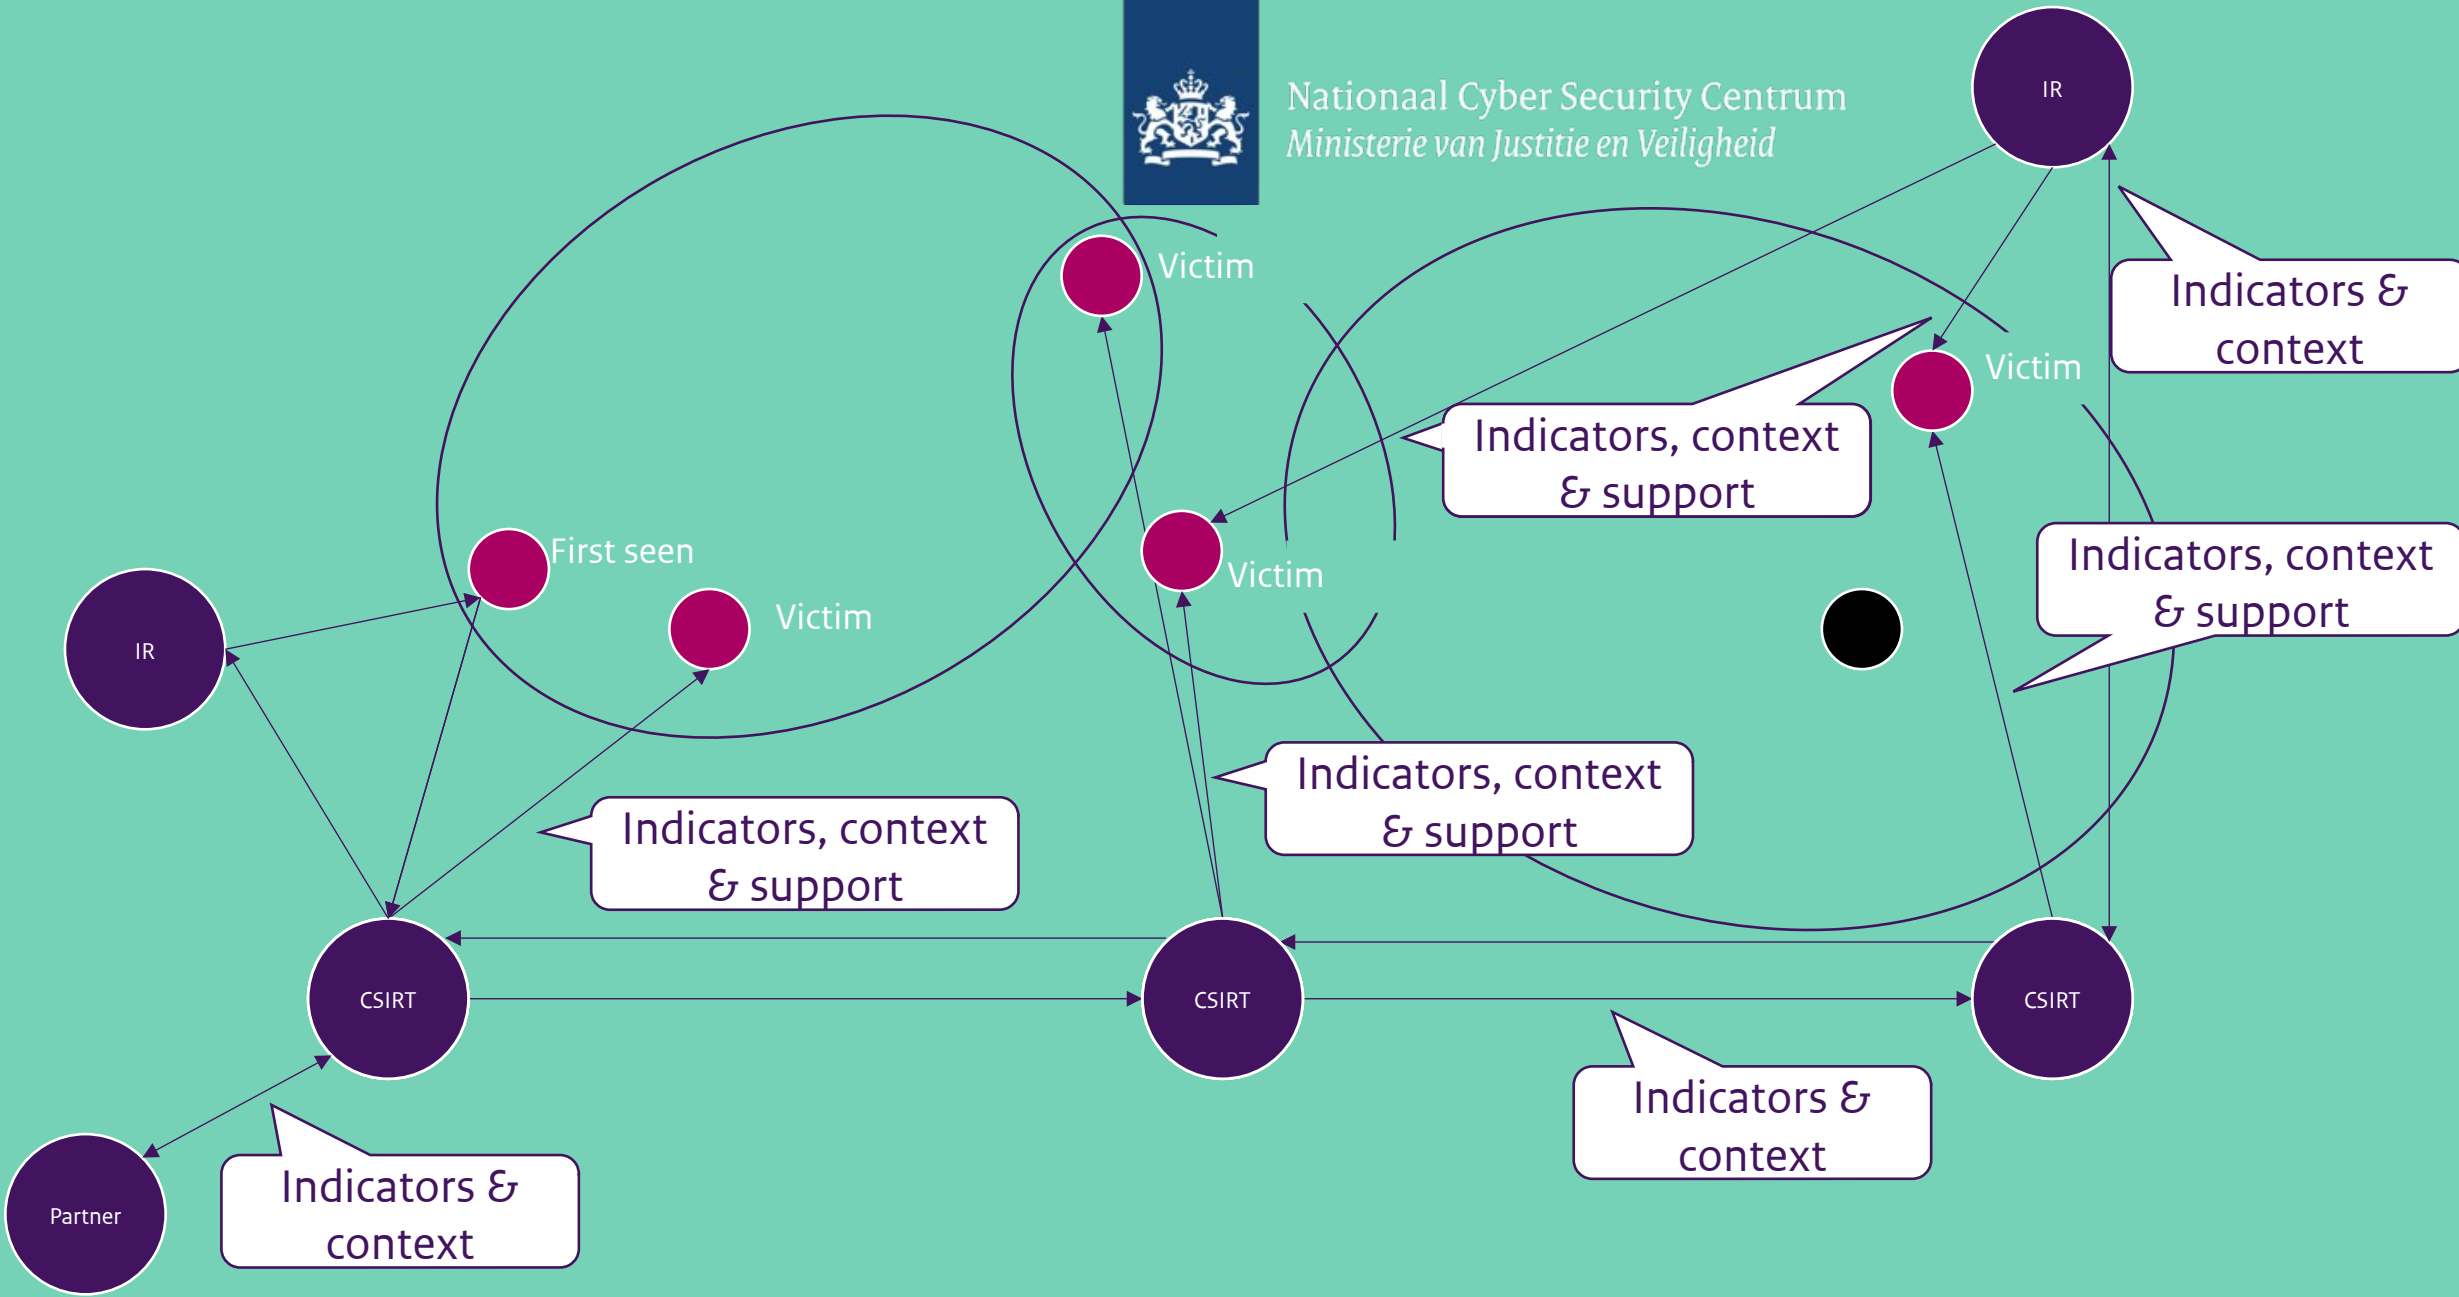 Nationaal Cyber Security Centrum
Ministerie van Justitie en Veiligheid
IR
Victim
Indicators &
context
Victim
Indicators, context
& support
First seen
Victim
Victim
Indicators, context
& support
IR
Indicators, context
& support
Indicators, context
& support
CSIRT
CSIRT
CSIRT
Indicators &
context
Partner
Indicators &
context